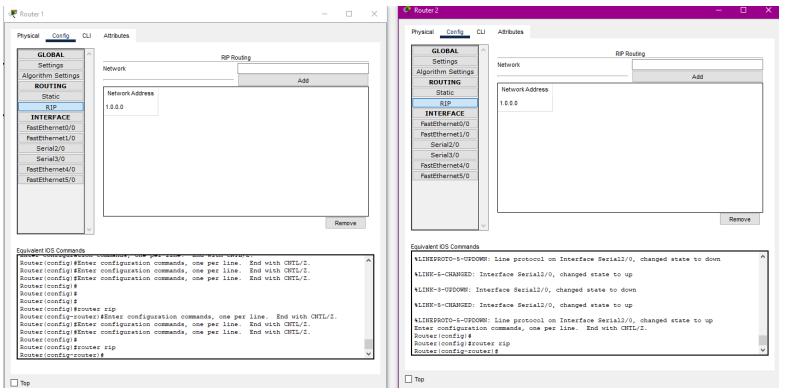 Router 1
Physical Config CLI Attributes
GLOBAL
Settings
Algorithm Settings
ROUTING
Static
RIP
INTERFACE
FastEthernet0/0
FastEthernet1/0
Serial2/0
Serial3/0
FastEthernet4/0
FastEthernet5/0
RIP Routing
Network
Add
Network Address
1.0.0.0
Remove
Equivalent IOS Commands
Enter configuration commands, one per line. End with CNTL/Z.
Router(config)#Enter configuration commands, one per line. End with CNTL/Z.
Router(config)#Enter configuration commands, one per line. End with CNTL/Z.
Router(config)#Enter configuration commands, one per line. End with CNTL/Z.
Router(config)#
Router(config)#
Router(config)#
Router(config)#router rip
Router(config-router)#Enter configuration commands, one per line. End with CNTL/Z.
Router(config)#Enter configuration commands, one per line. End with CNTL/Z.
Router(config)#Enter configuration commands, one per line. End with CNTL/Z.
Router(config)#
Router(config)#router rip
Router(config-router)#
Top
Router 2
Physical Config CLI Attributes
GLOBAL
Settings
Algorithm Settings
ROUTING
Static
RIP
INTERFACE
FastEthernet0/0
FastEthernet1/0
Serial2/0
Serial3/0
FastEthernet4/0
FastEthernet5/0
RIP Routing
Network
Add
Network Address
1.0.0.0
Remove
Equivalent IOS Commands
%LINEPROTO-5-UPDOWN: Line protocol on Interface Serial2/0, changed state to down
%LINK-5-CHANGED: Interface Serial2/0, changed state to up
%LINK-3-UPDOWN: Interface Serial2/0, changed state to down
%LINK-5-CHANGED: Interface Serial2/0, changed state to up
%LINEPROTO-5-UPDOWN: Line protocol on Interface Serial2/0, changed state to up
Enter configuration commands, one per line. End with CNTL/Z.
Router(config)#
Router(config)#router rip
Router(config-router)#
Top